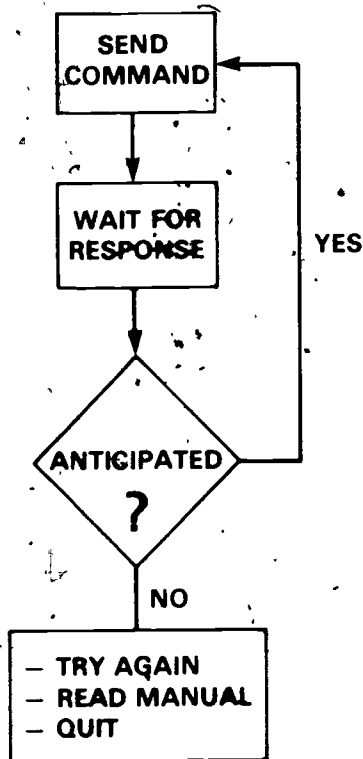 SEND
COMMAND
WAIT FOR
RESPONSE
YES
ANTICIPATED
?
NO
– TRY AGAIN
– READ MANUAL
– QUIT